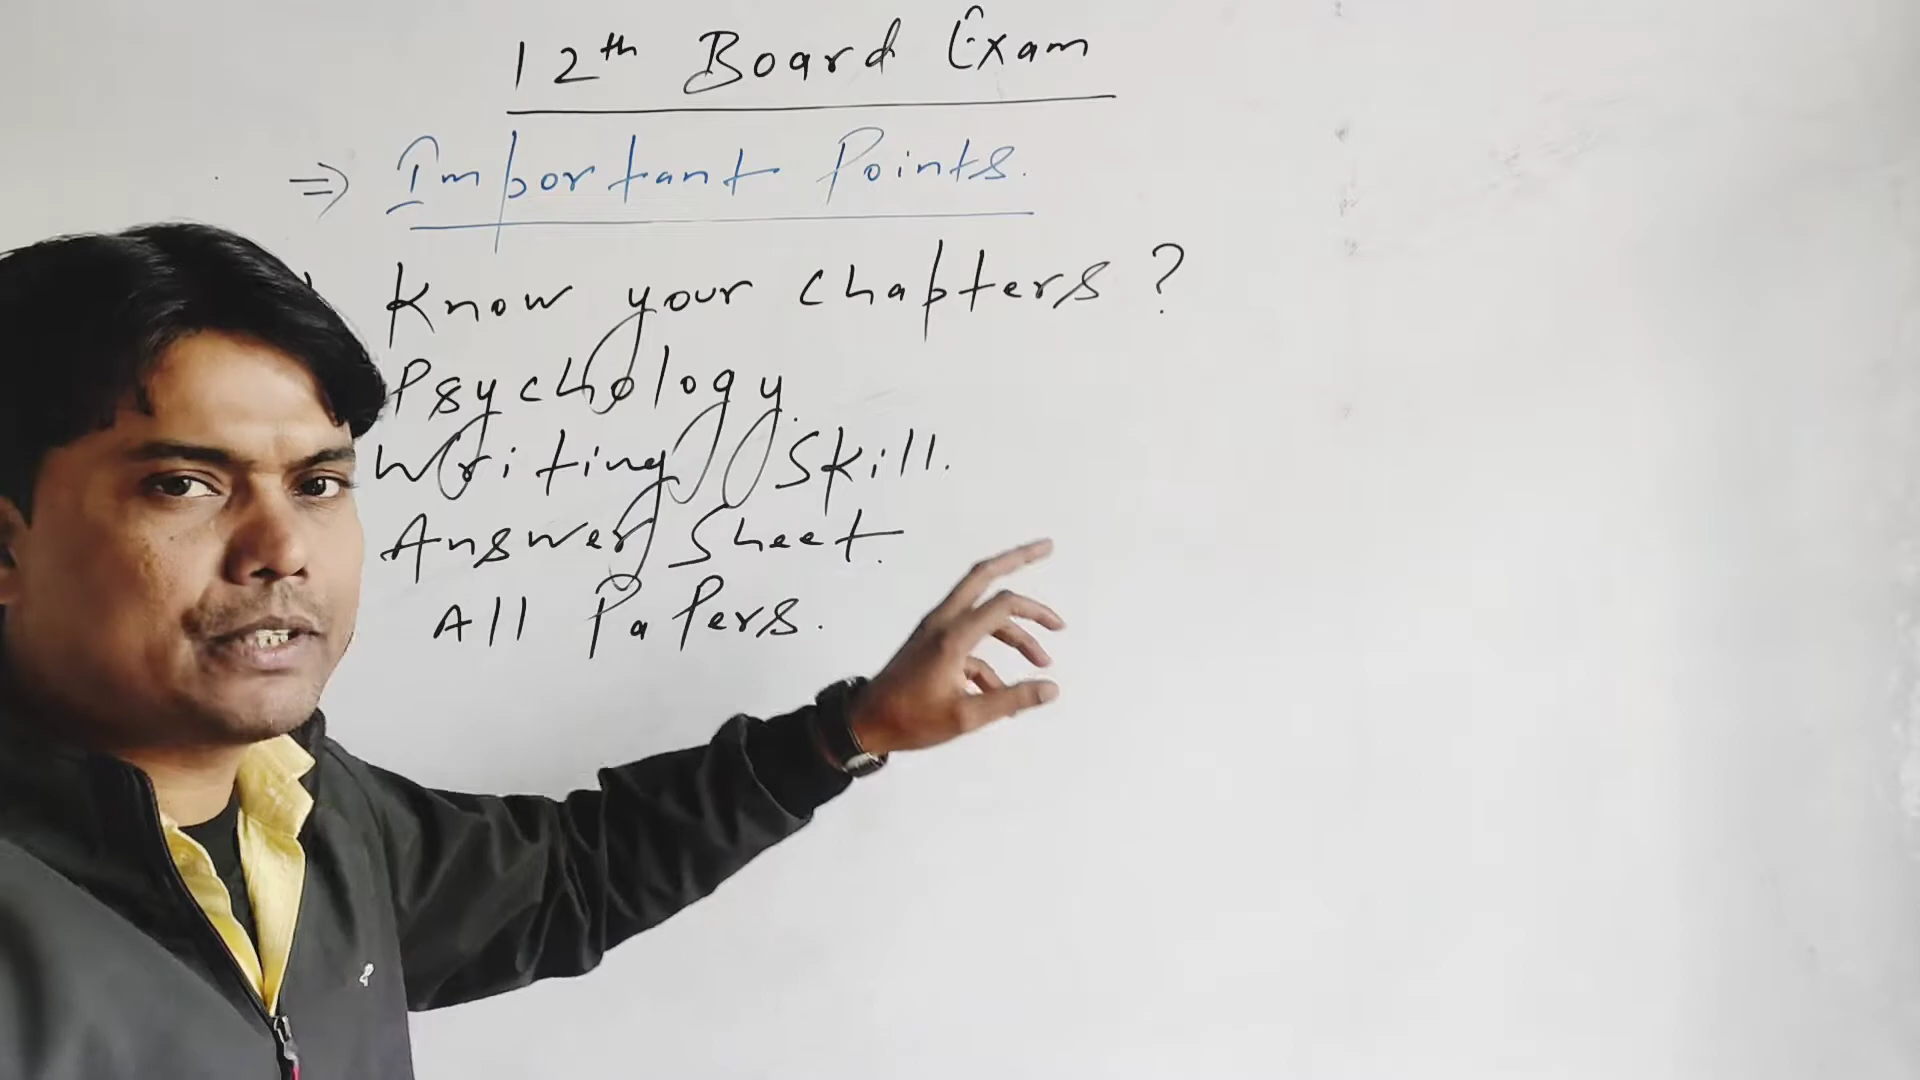 12th Board Exam
⇒ Important Points.
Know your chapters ?
Psychology.
Writing Skill.
Answer Sheet.
All Papers.